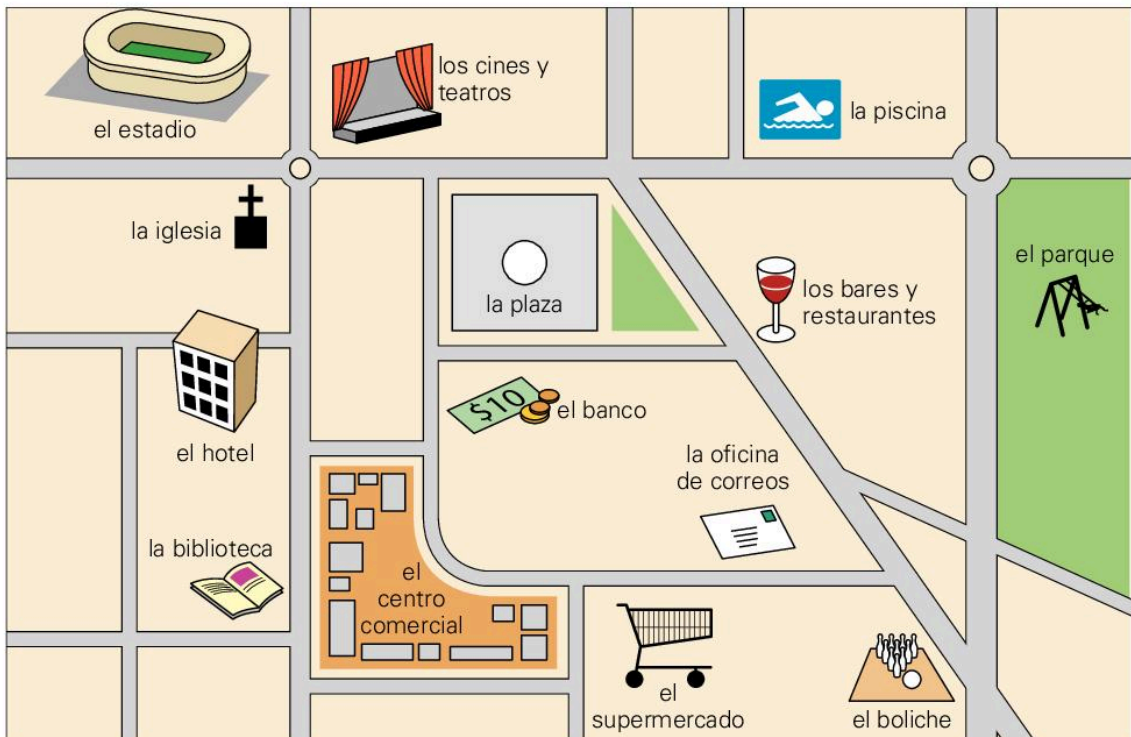 el estadio
los cines y
teatros
la piscina
la iglesia
la plaza
los bares y
restaurantes
el parque
el hotel
$10
el banco
la oficina
de correos
la biblioteca
el
centro
comercial
el
supermercado
el boliche